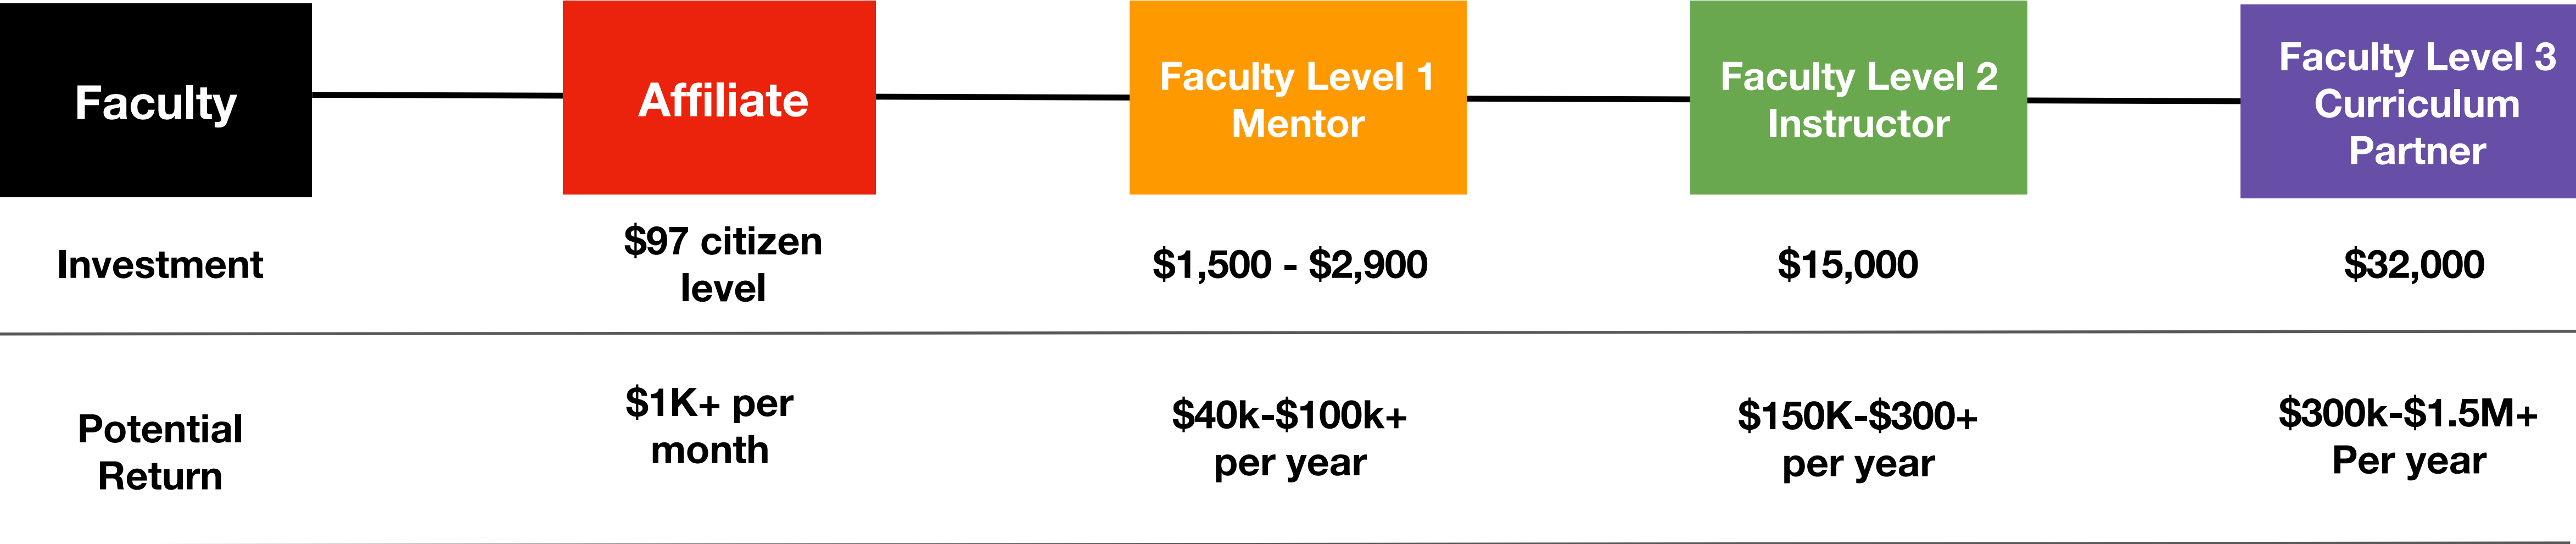 Faculty
Affiliate
Faculty Level 1
Mentor
Faculty Level 2
Instructor
Faculty Level 3
Curriculum
Partner
Investment
$97 citizen
level
$1,500 - $2,900
$15,000
$32,000
Potential
Return
$1K+ per
month
$40k-$100k+
per year
$150K-$300+
per year
$300k-$1.5M+
Per year